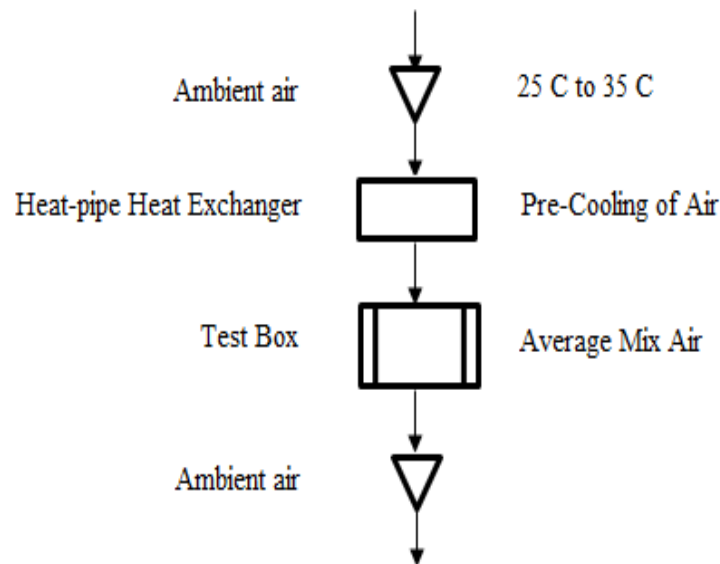 Ambient air
25 C to 35 C
Heat-pipe Heat Exchanger
Pre-Cooling of Air
Test Box
Average Mix Air
Ambient air